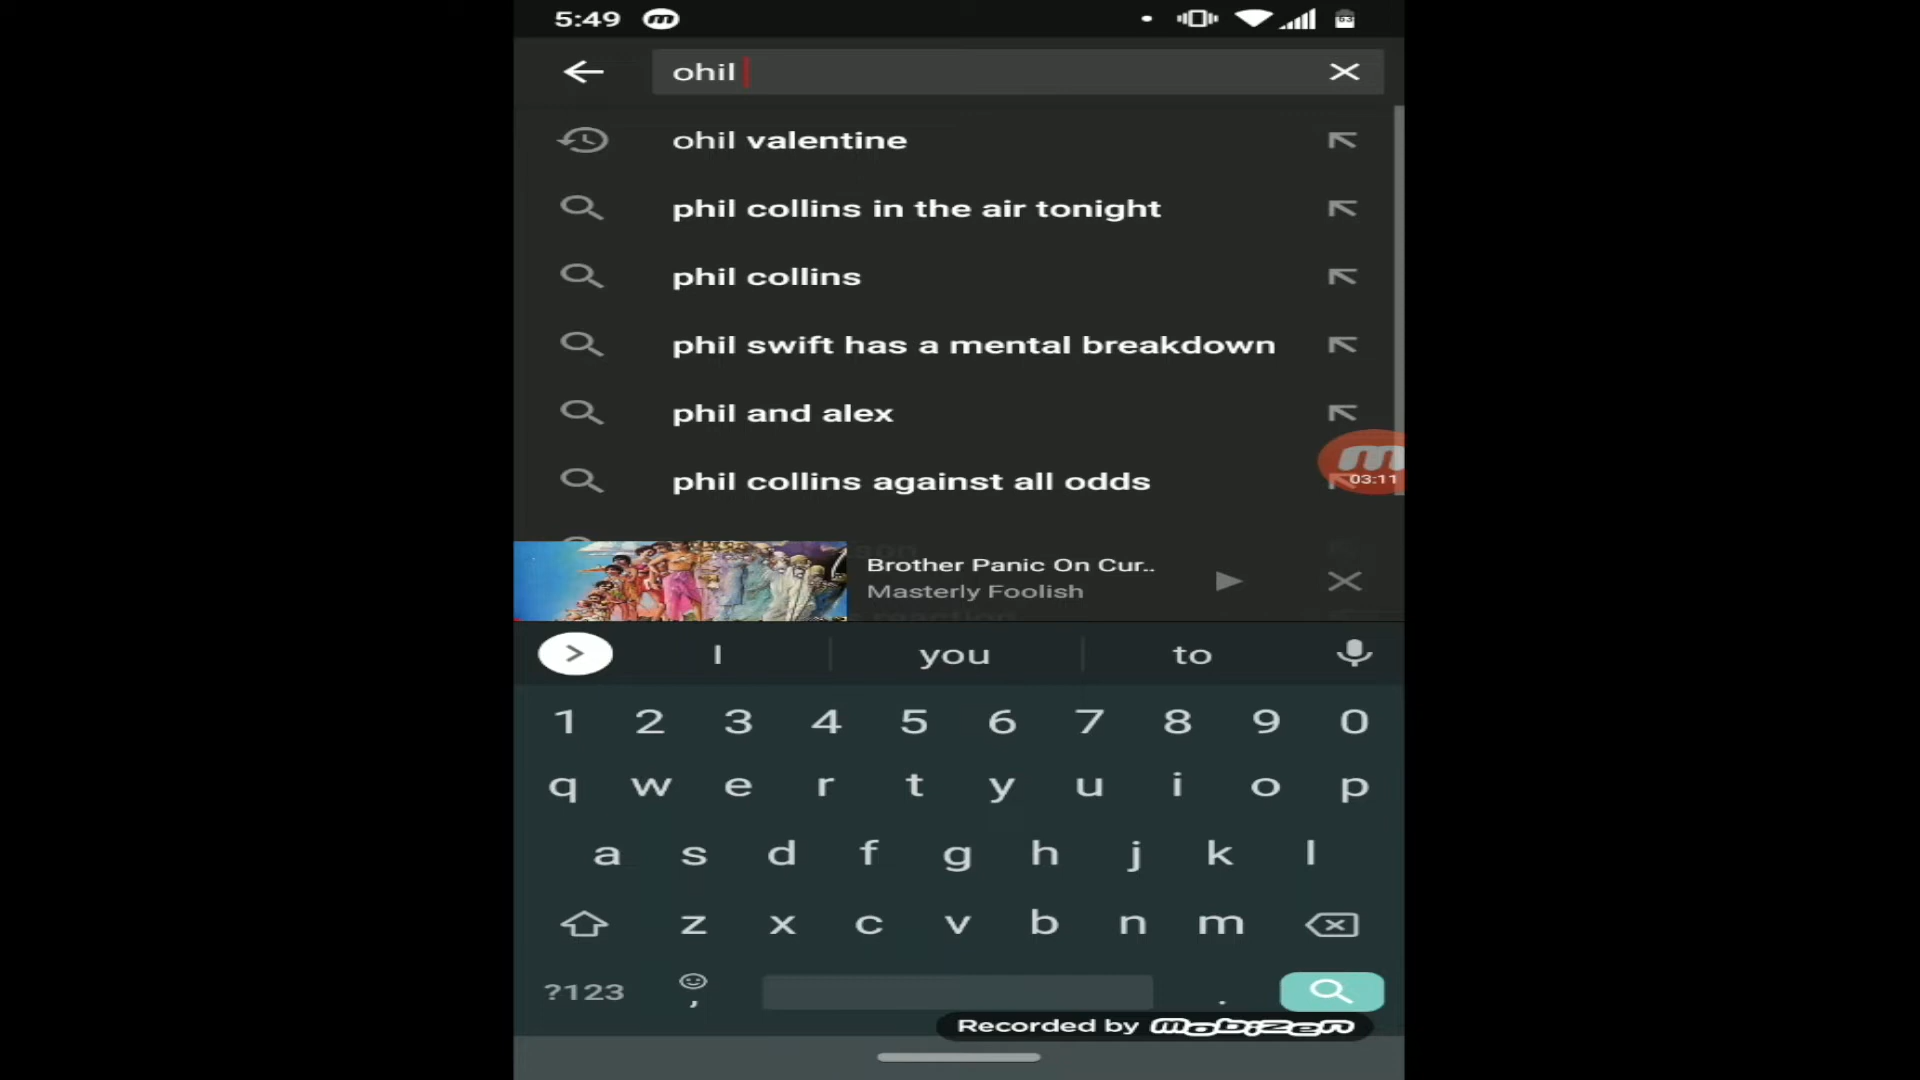 5:49
63
ohil
ohil valentine
phil collins in the air tonight
phil collins
phil swift has a mental breakdown
phil and alex
phil collins against all odds
03:11
Brother Panic On Cur..
Masterly Foolish
I you to
1 2 3 4 5 6 7 8 9 0
q w e r t y u i o p
a s d f g h j k l
z x c v b n m
?123 , .
Recorded by mobizen